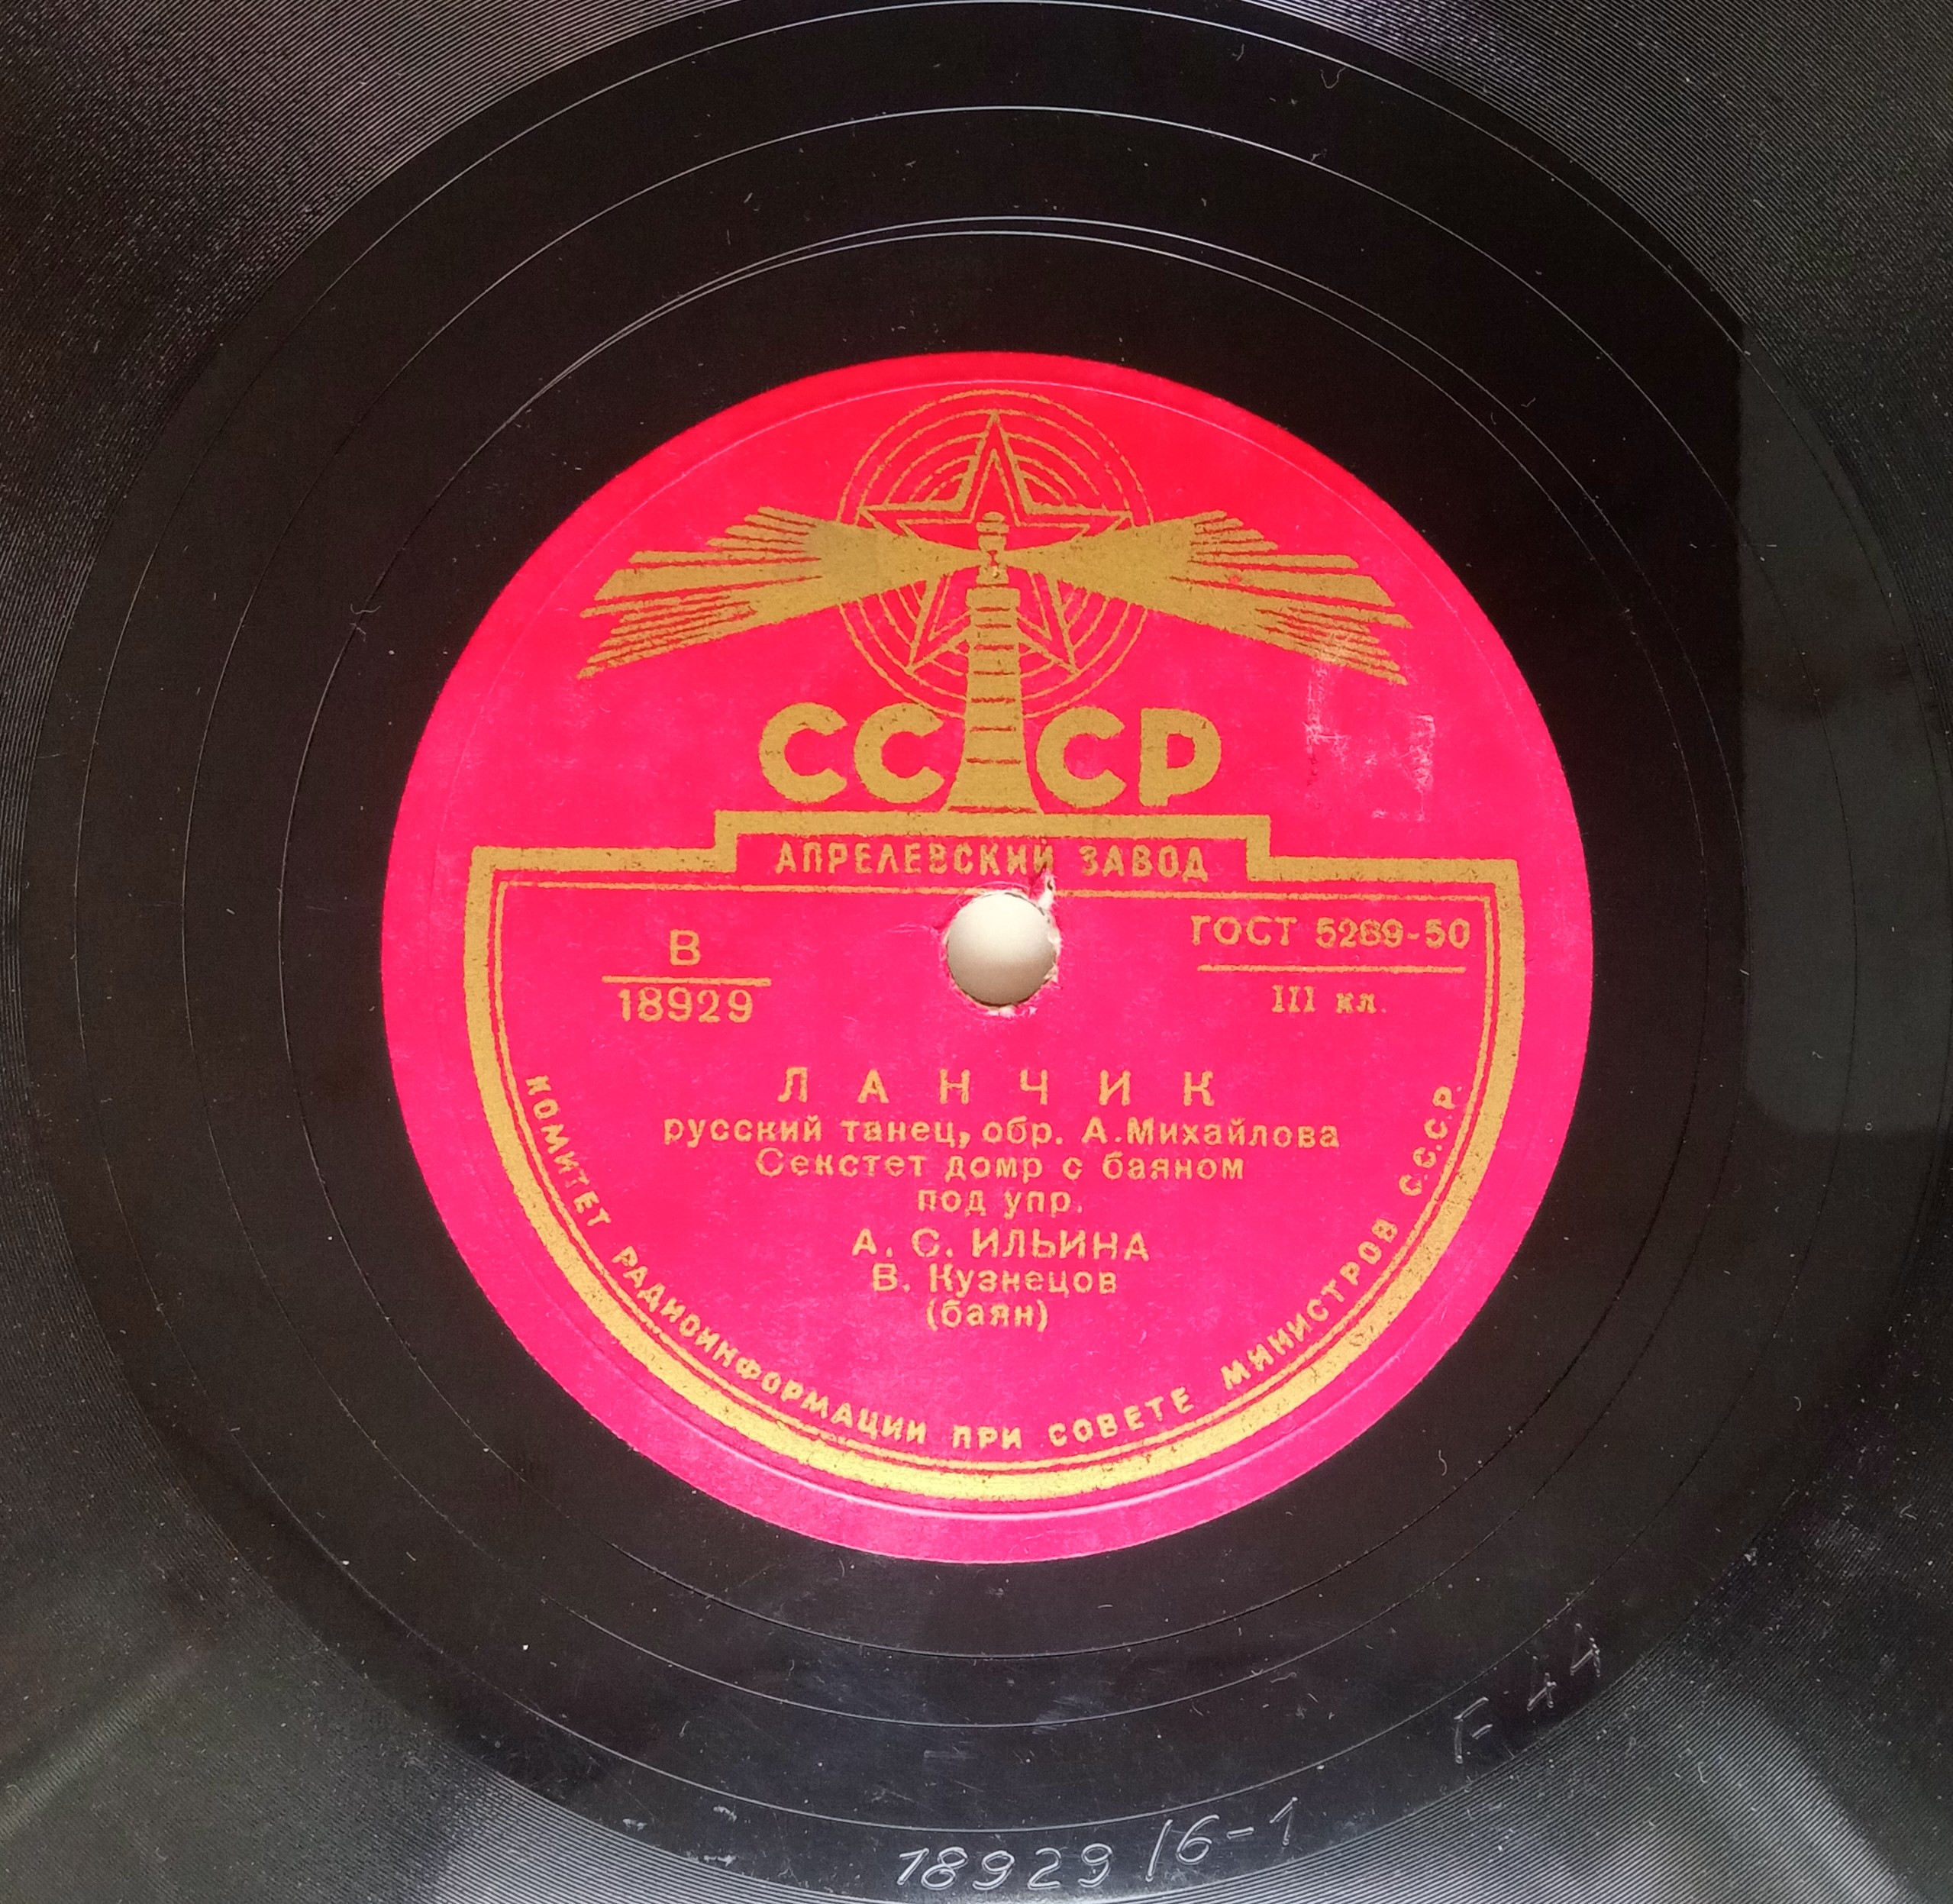 СССР
АПРЕЛЕВСКИЙ ЗАВОД
В
18929
ГОСТ 5289-50
III кл.
ЛАНЧИК
русский танец, обр. А.Михайлова
Секстет домр с баяном
под упр.
А. С. ИЛЬИНА
В. Кузнецов
(баян)
КОМИТЕТ РАДИОИНФОРМАЦИИ ПРИ СОВЕТЕ МИНИСТРОВ С.С.С.Р.
F 44
18929 /6-1